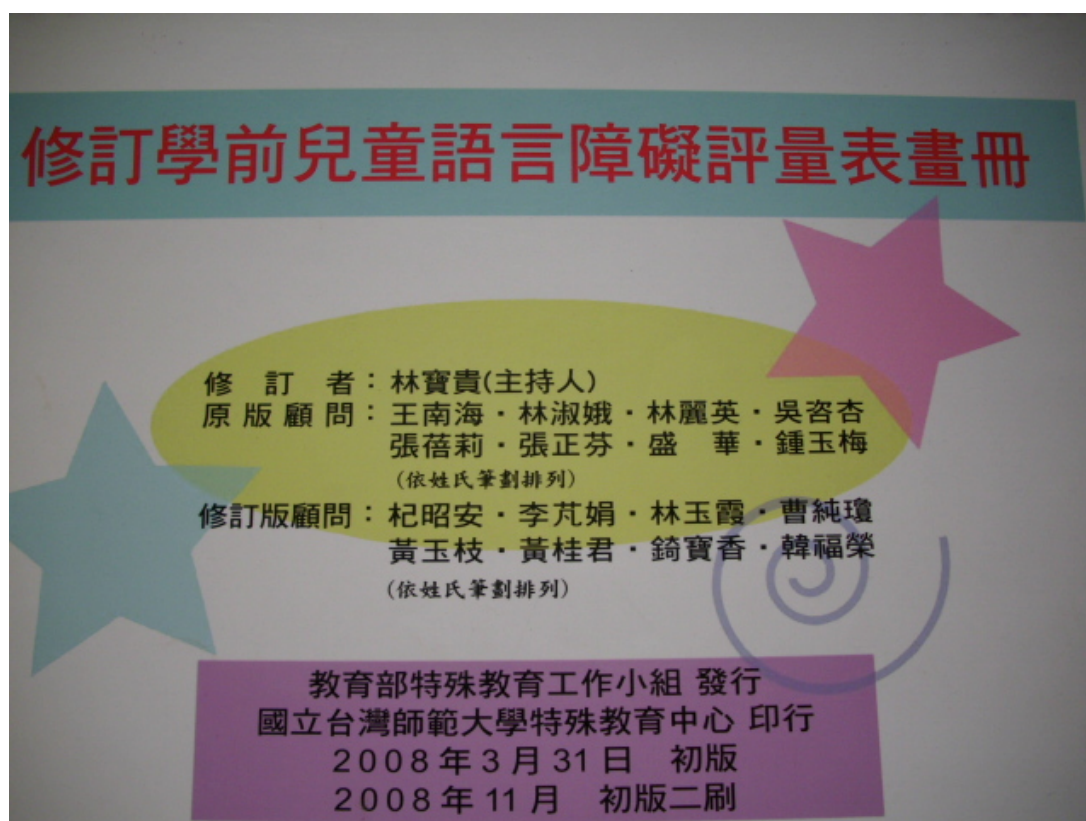 修訂學前兒童語言障礙評量表畫冊
修 訂 者：林寶貴(主持人)
原版顧問：王南海・林淑娥・林麗英・吳咨杏
張蓓莉・張正芬・盛 華・鍾玉梅
(依姓氏筆劃排列)
修訂版顧問：杞昭安・李芃娟・林玉霞・曹純瓊
黃玉枝・黃桂君・錡寶香・韓福榮
(依姓氏筆劃排列)
教育部特殊教育工作小組 發行
國立台灣師範大學特殊教育中心 印行
2008年3月31日 初版
2008年11月 初版二刷